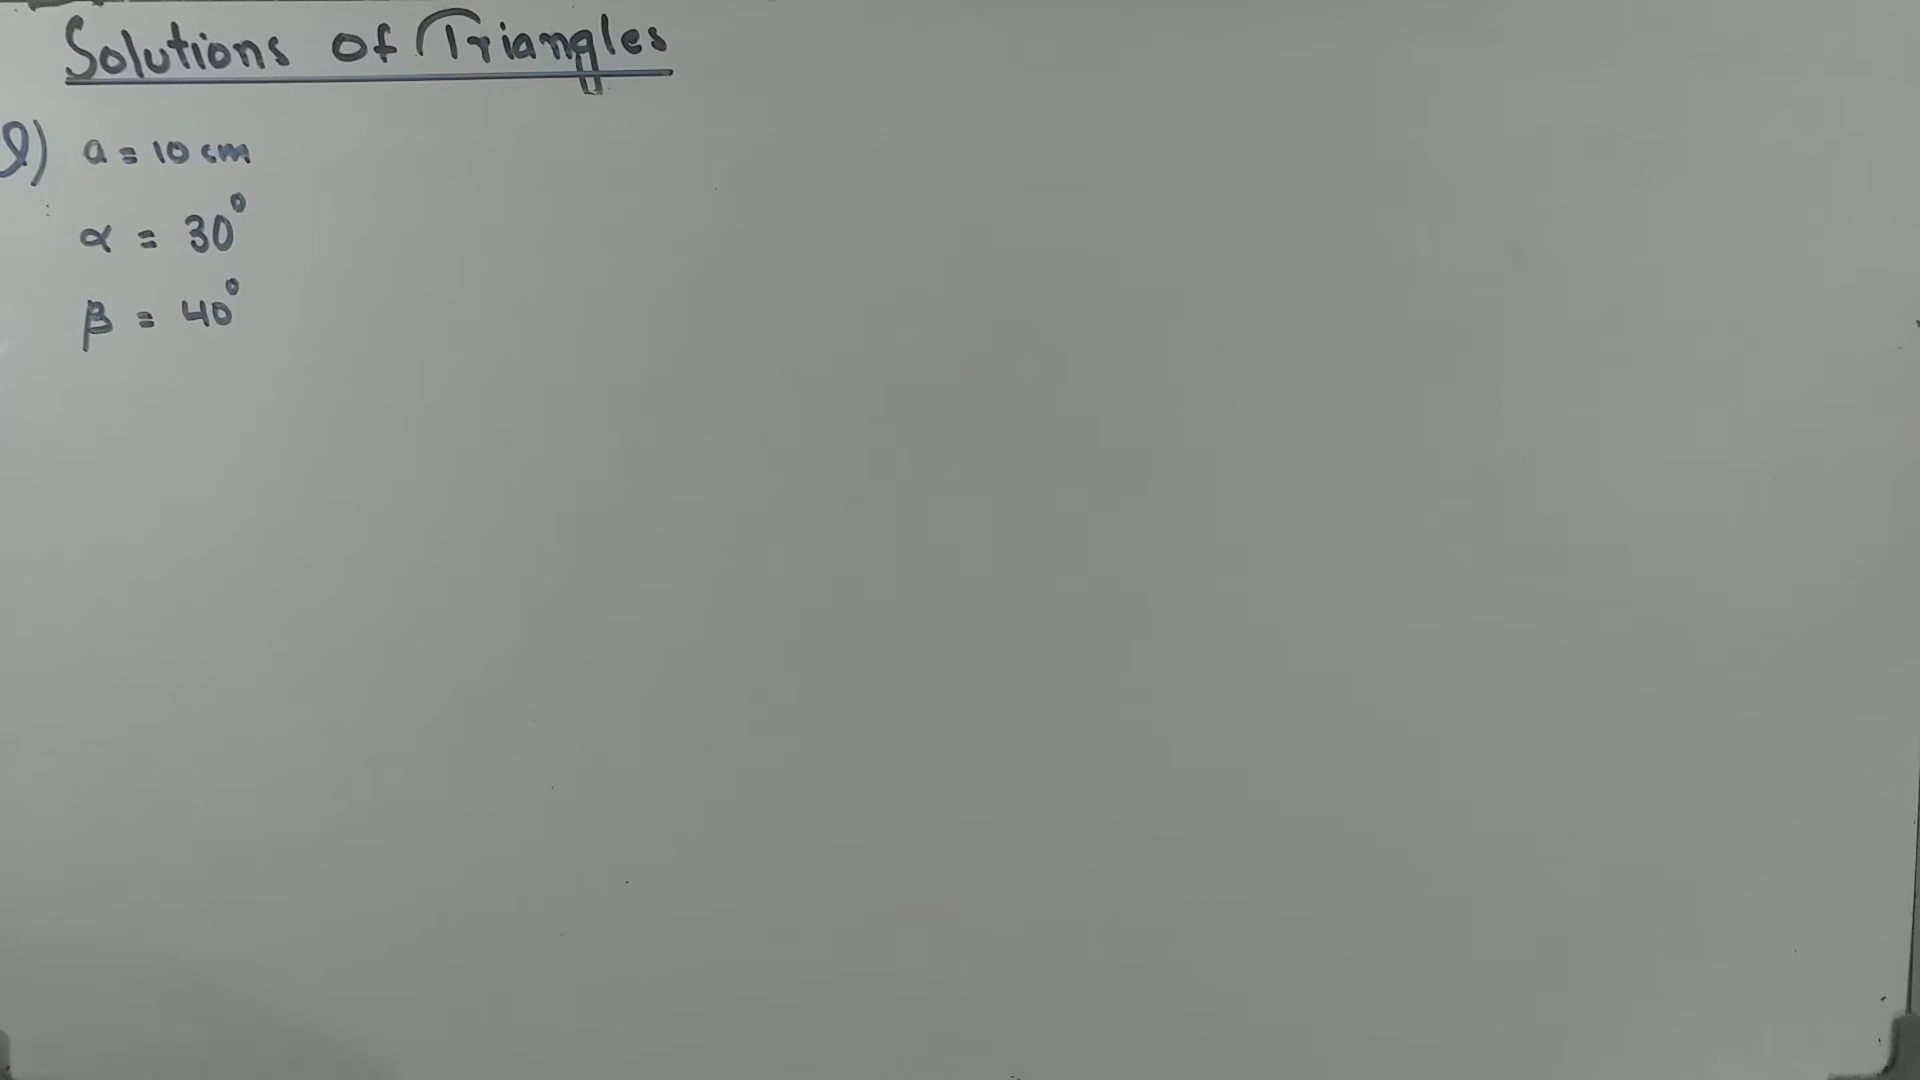 Solutions of Triangles
Q) a = 10 cm
α = 30°
β = 40°